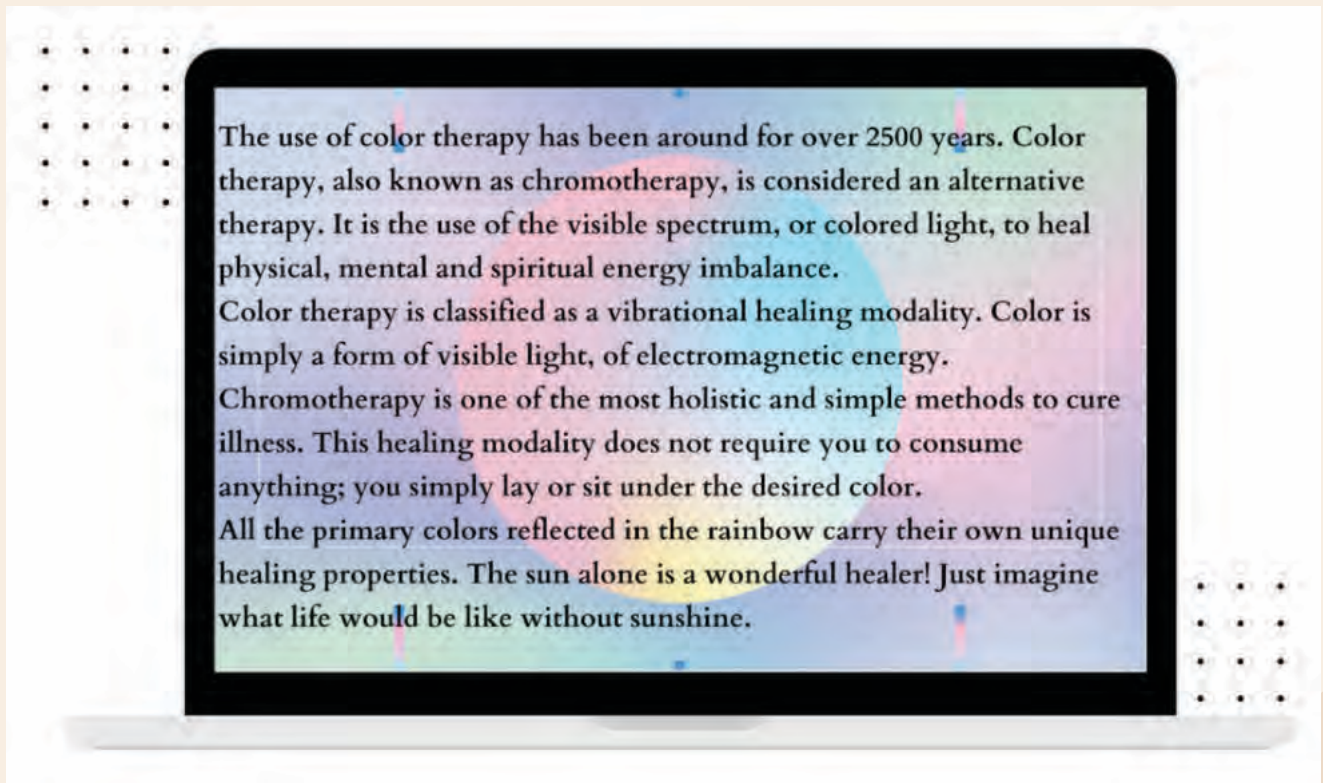 The use of color therapy has been around for over 2500 years. Color
therapy, also known as chromotherapy, is considered an alternative
therapy. It is the use of the visible spectrum, or colored light, to heal
physical, mental and spiritual energy imbalance.
Color therapy is classified as a vibrational healing modality. Color is
simply a form of visible light, of electromagnetic energy.
Chromotherapy is one of the most holistic and simple methods to cure
illness. This healing modality does not require you to consume
anything; you simply lay or sit under the desired color.
All the primary colors reflected in the rainbow carry their own unique
healing properties. The sun alone is a wonderful healer! Just imagine
what life would be like without sunshine.